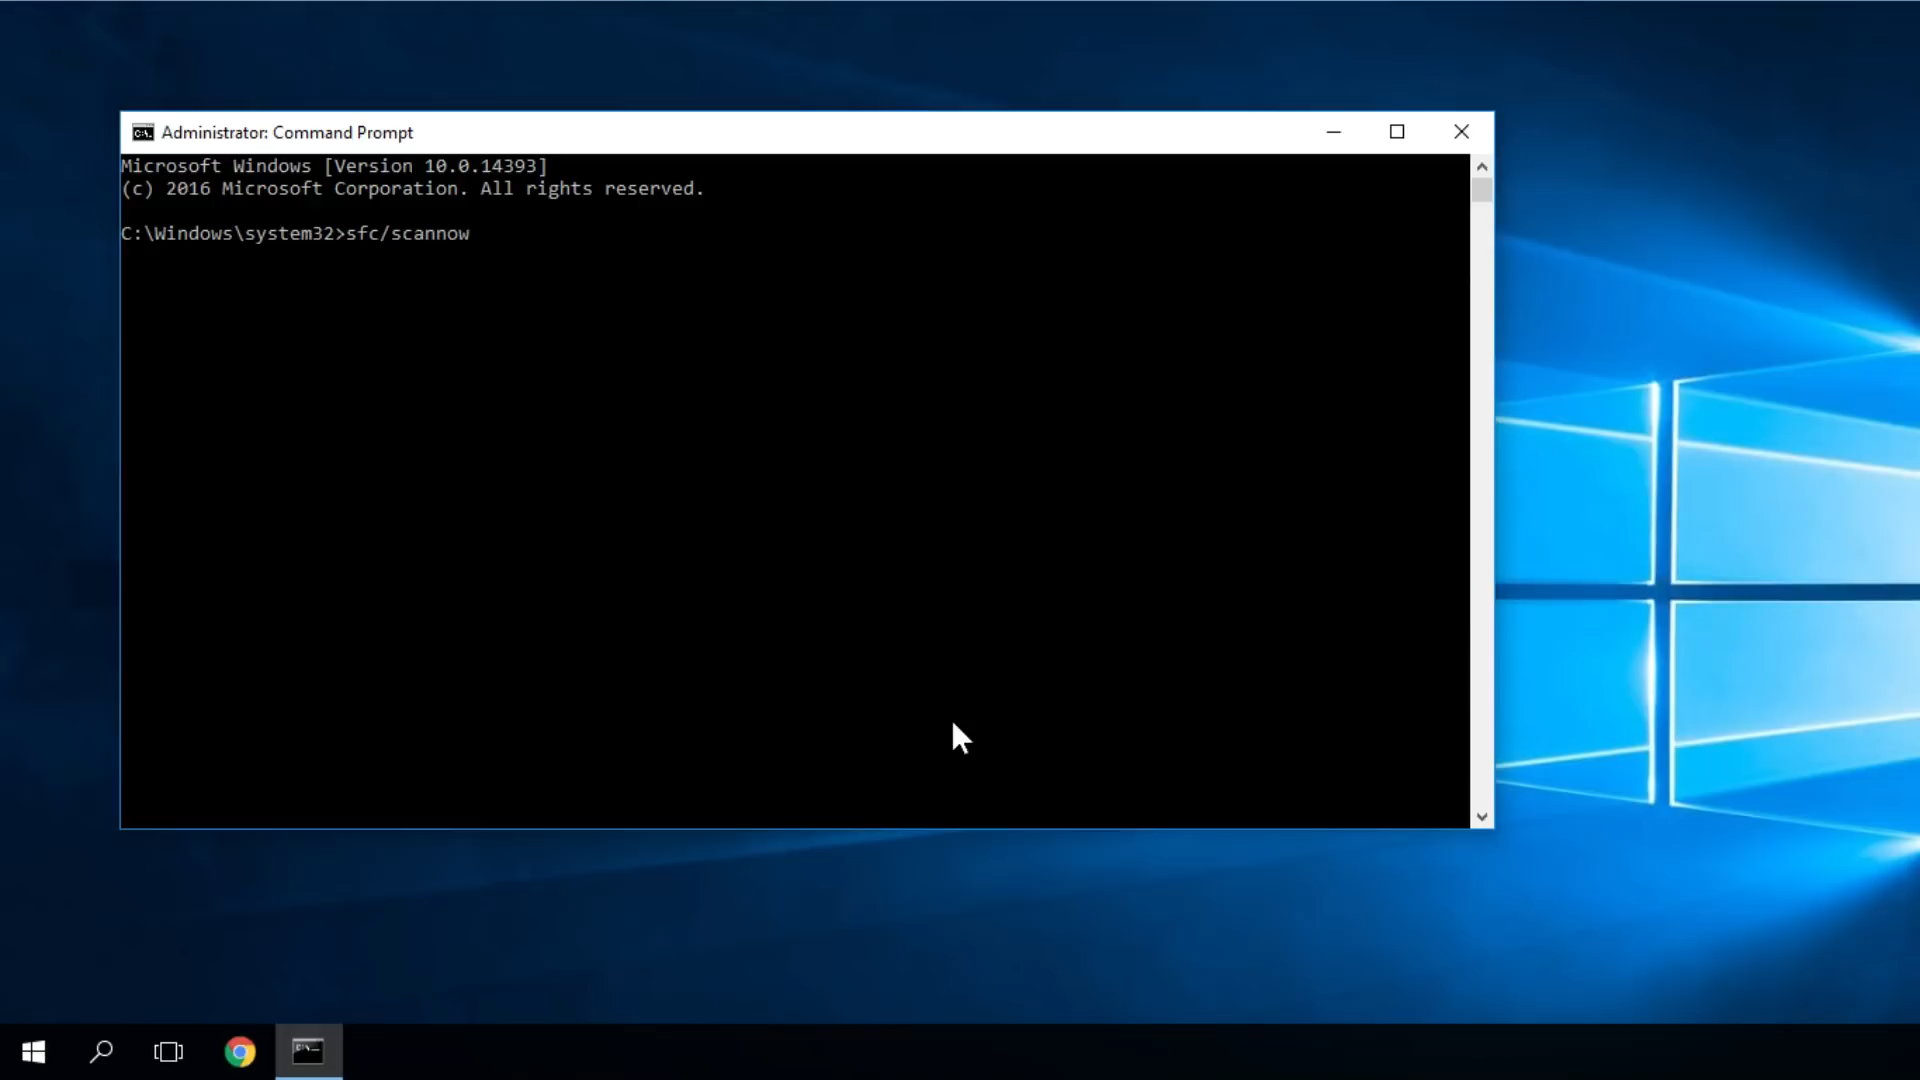 Administrator: Command Prompt
Microsoft Windows [Version 10.0.14393]
(c) 2016 Microsoft Corporation. All rights reserved.
C:\Windows\system32>sfc/scannow